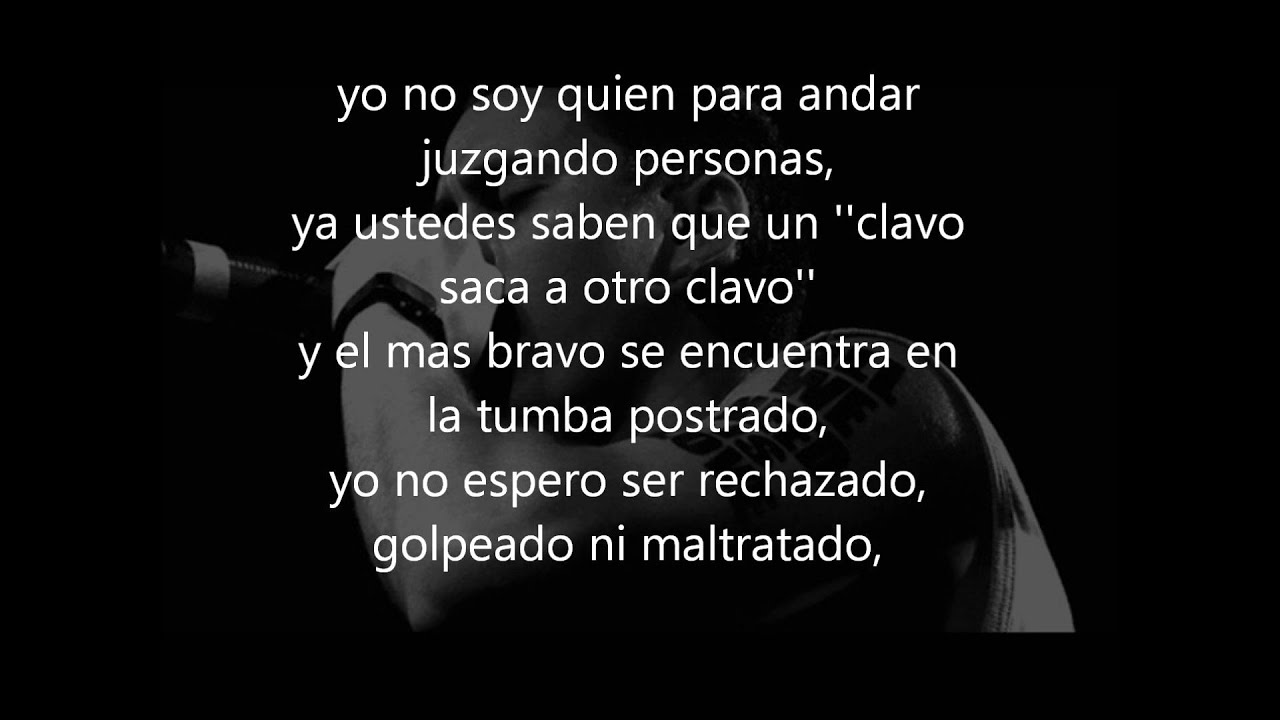 yo no soy quien para andar
juzgando personas,
ya ustedes saben que un ''clavo
saca a otro clavo''
y el mas bravo se encuentra en
la tumba postrado,
yo no espero ser rechazado,
golpeado ni maltratado,